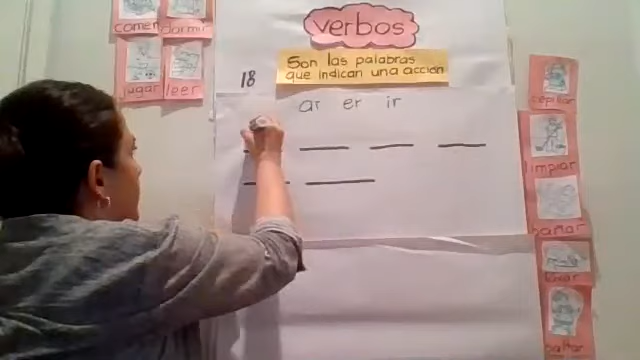 verbos
Son las palabras
que indican una acción
18
ar er ir
comer dormir
jugar leer
cepillar
limpiar
saltar